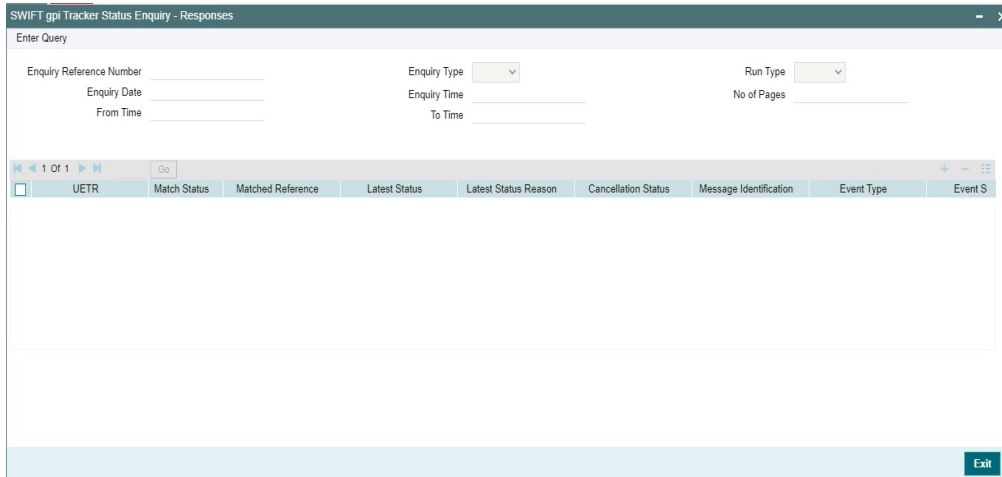 SWIFT gpi Tracker Status Enquiry - Responses
Enter Query
Enquiry Reference Number Enquiry Type Run Type
Enquiry Date Enquiry Time No of Pages
From Time To Time
1 Of 1 Go
UETR Match Status Matched Reference Latest Status Latest Status Reason Cancellation Status Message Identification Event Type Event S
Exit